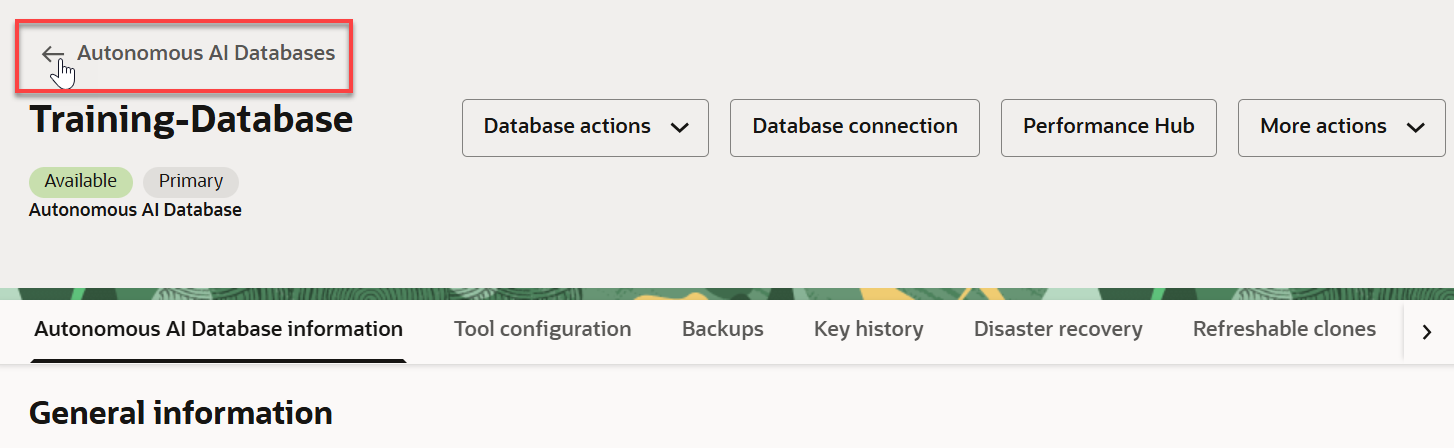 Autonomous AI Databases
Training-Database
Database actions
Database connection
Performance Hub
More actions
Available
Primary
Autonomous AI Database
Autonomous AI Database information
Tool configuration
Backups
Key history
Disaster recovery
Refreshable clones
General information